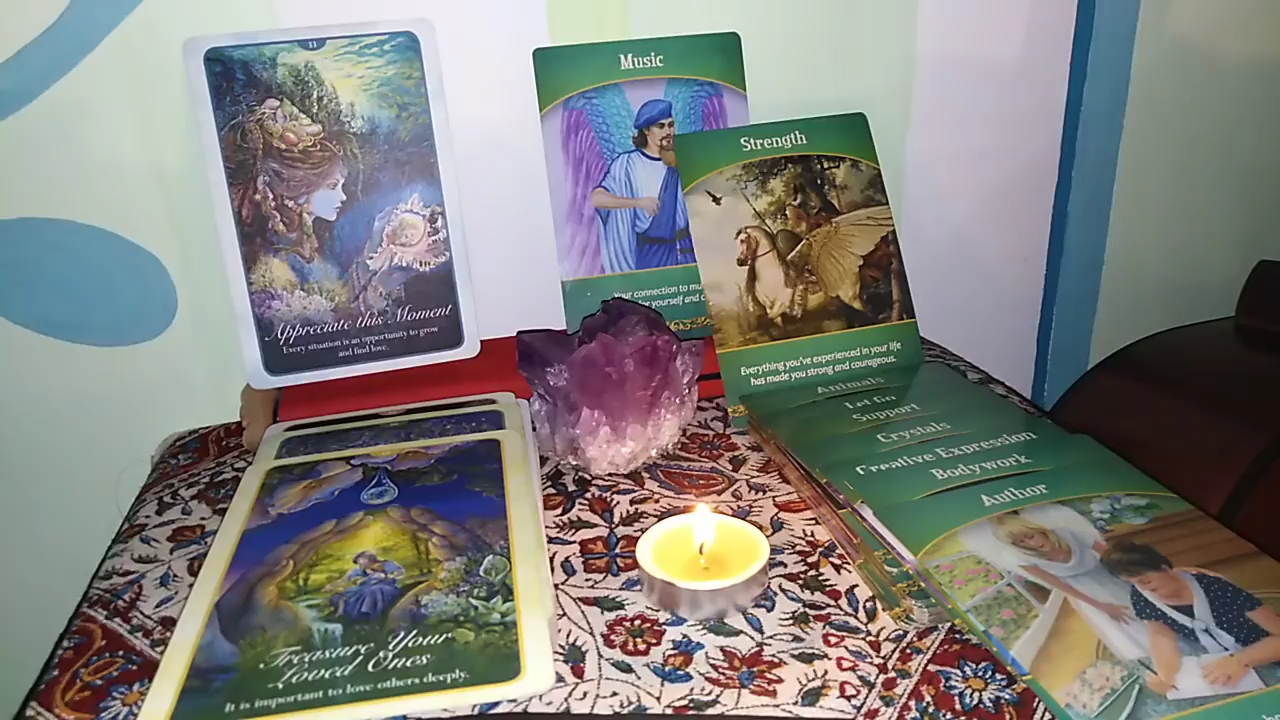 11
Appreciate this Moment
Every situation is an opportunity to grow
and find love.
Music
Your connection to
yourself and
Strength
Everything you've experienced in your life
has made you strong and courageous.
Animals
Let Go
Support
Crystals
Creative Expression
Bodywork
Author
Treasure Your
Loved Ones
It is important to love others deeply.